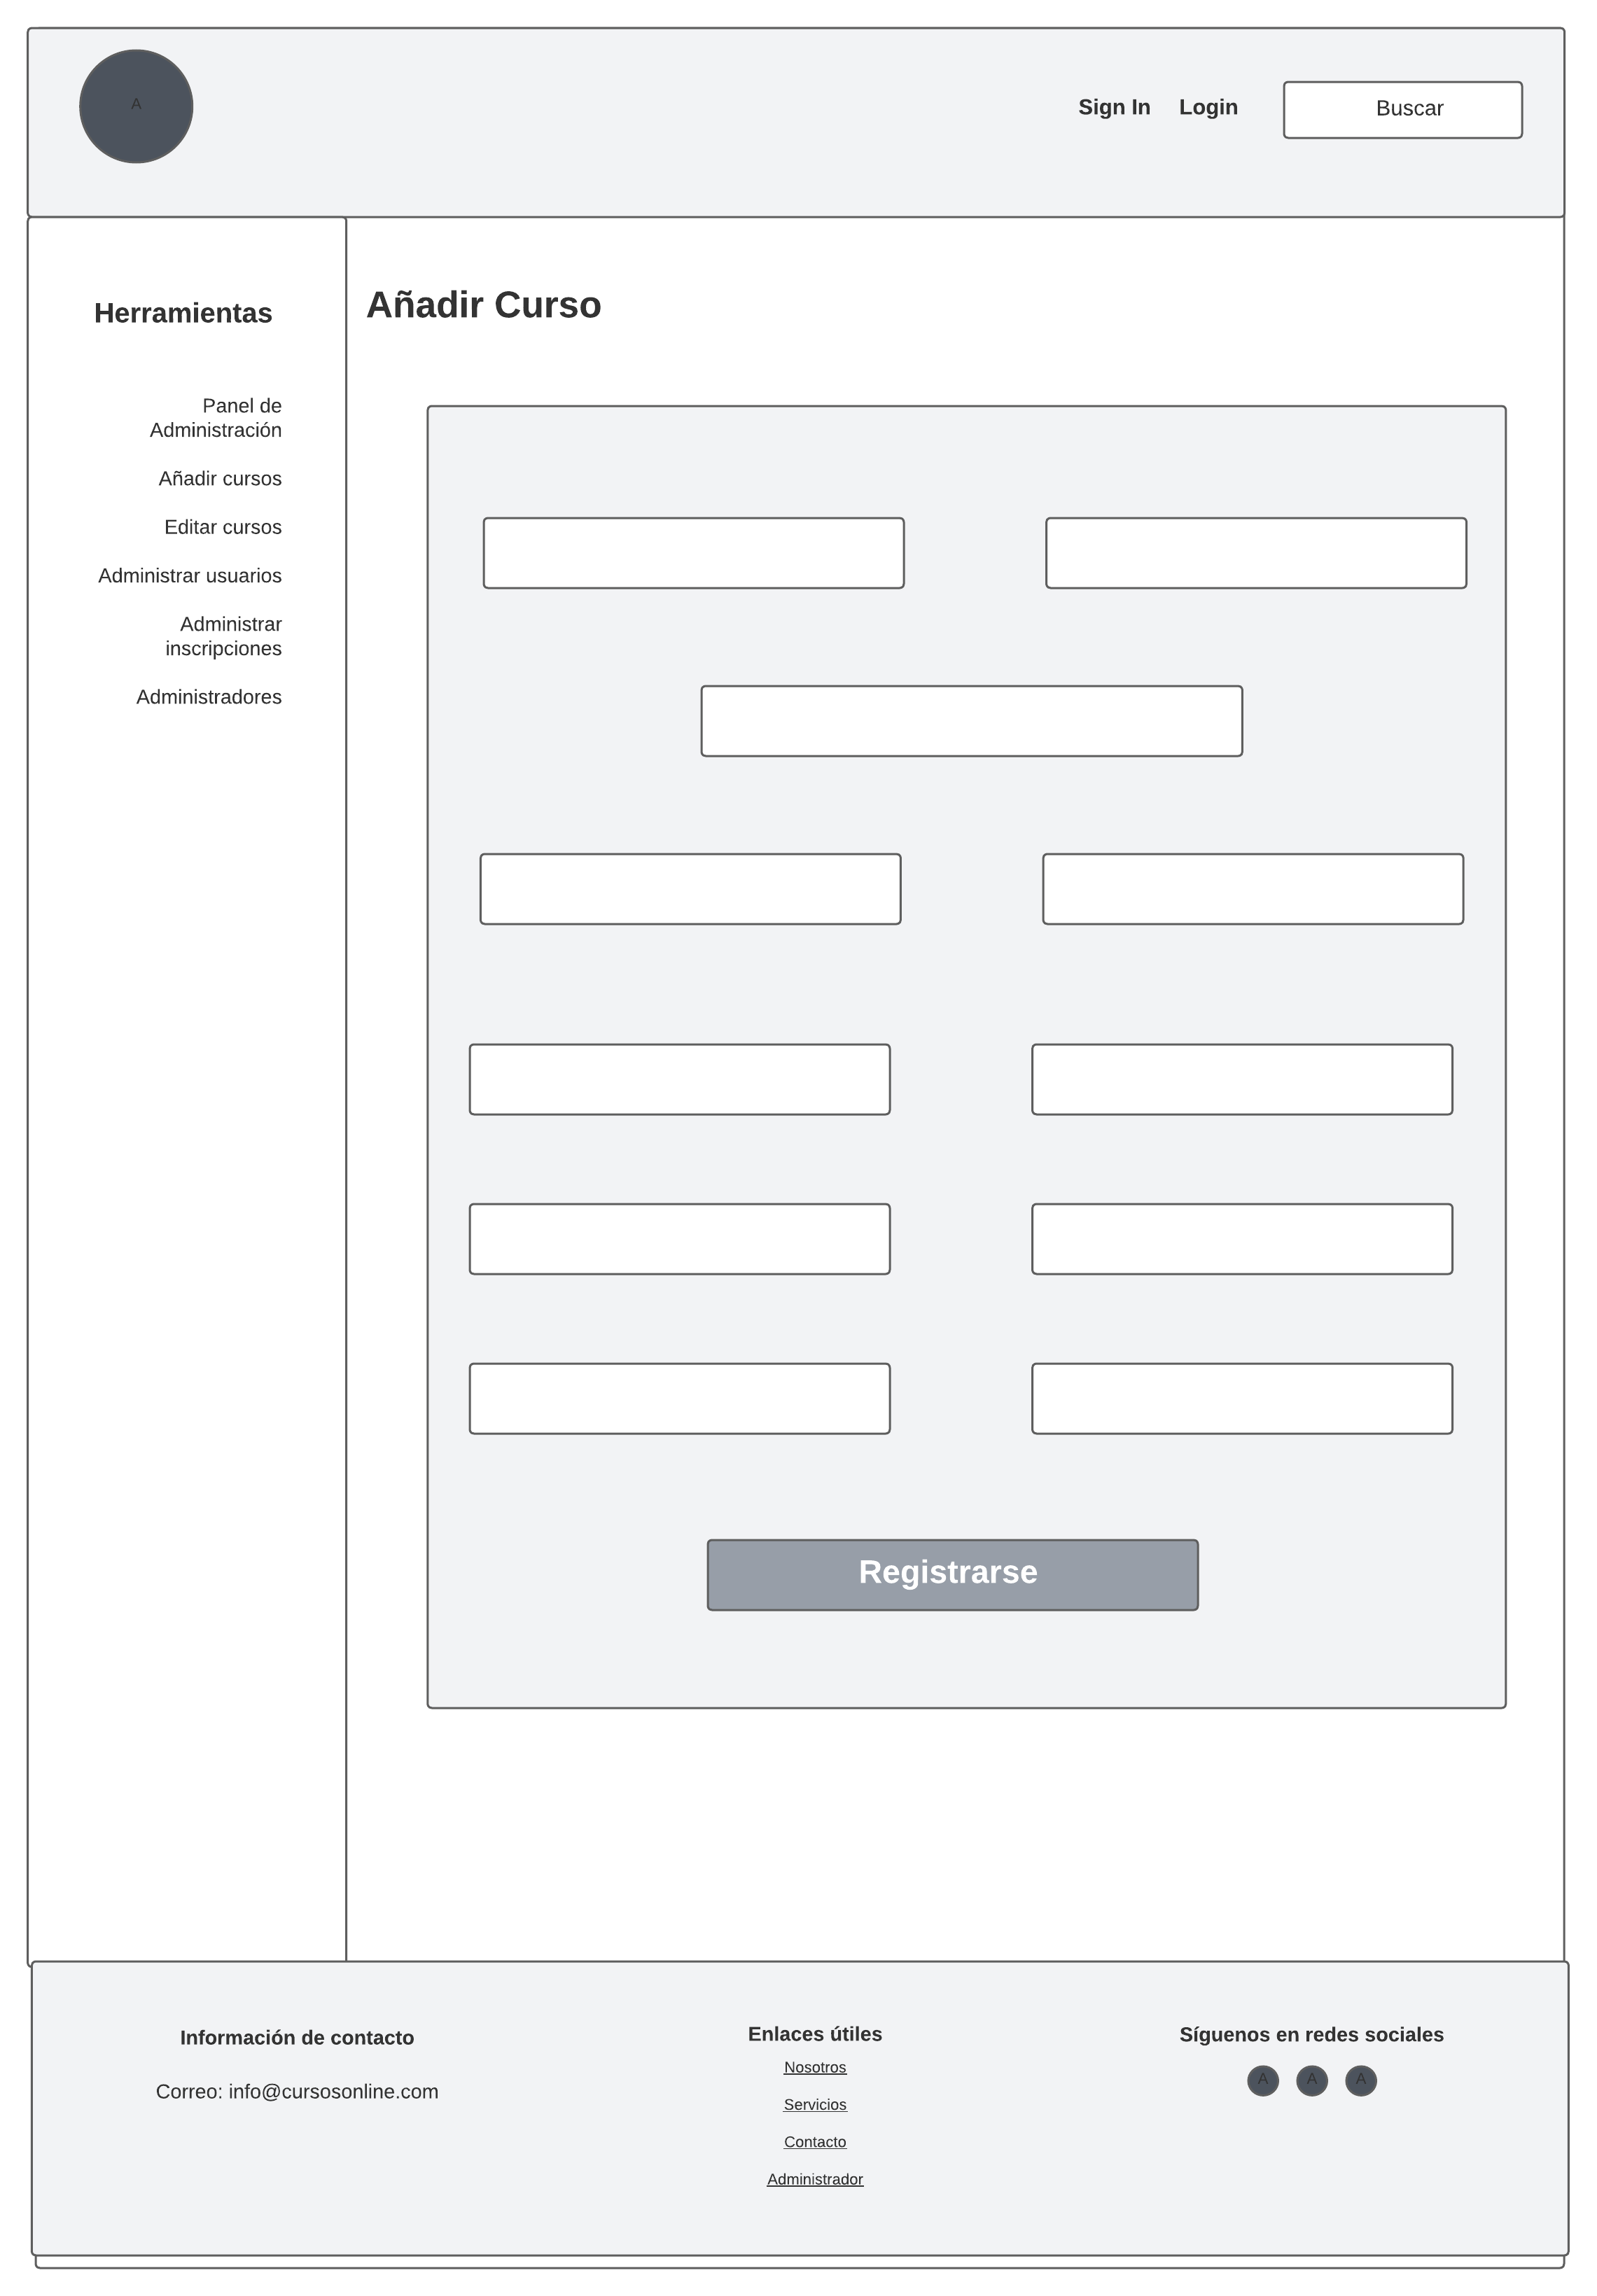 A
Sign In
Login
Buscar
Herramientas
Panel de
Administración
Añadir cursos
Editar cursos
Administrar usuarios
Administrar
inscripciones
Administradores
Añadir Curso
Registrarse
Información de contacto
Correo: info@cursosonline.com
Enlaces útiles
Nosotros
Servicios
Contacto
Administrador
Síguenos en redes sociales
A A A